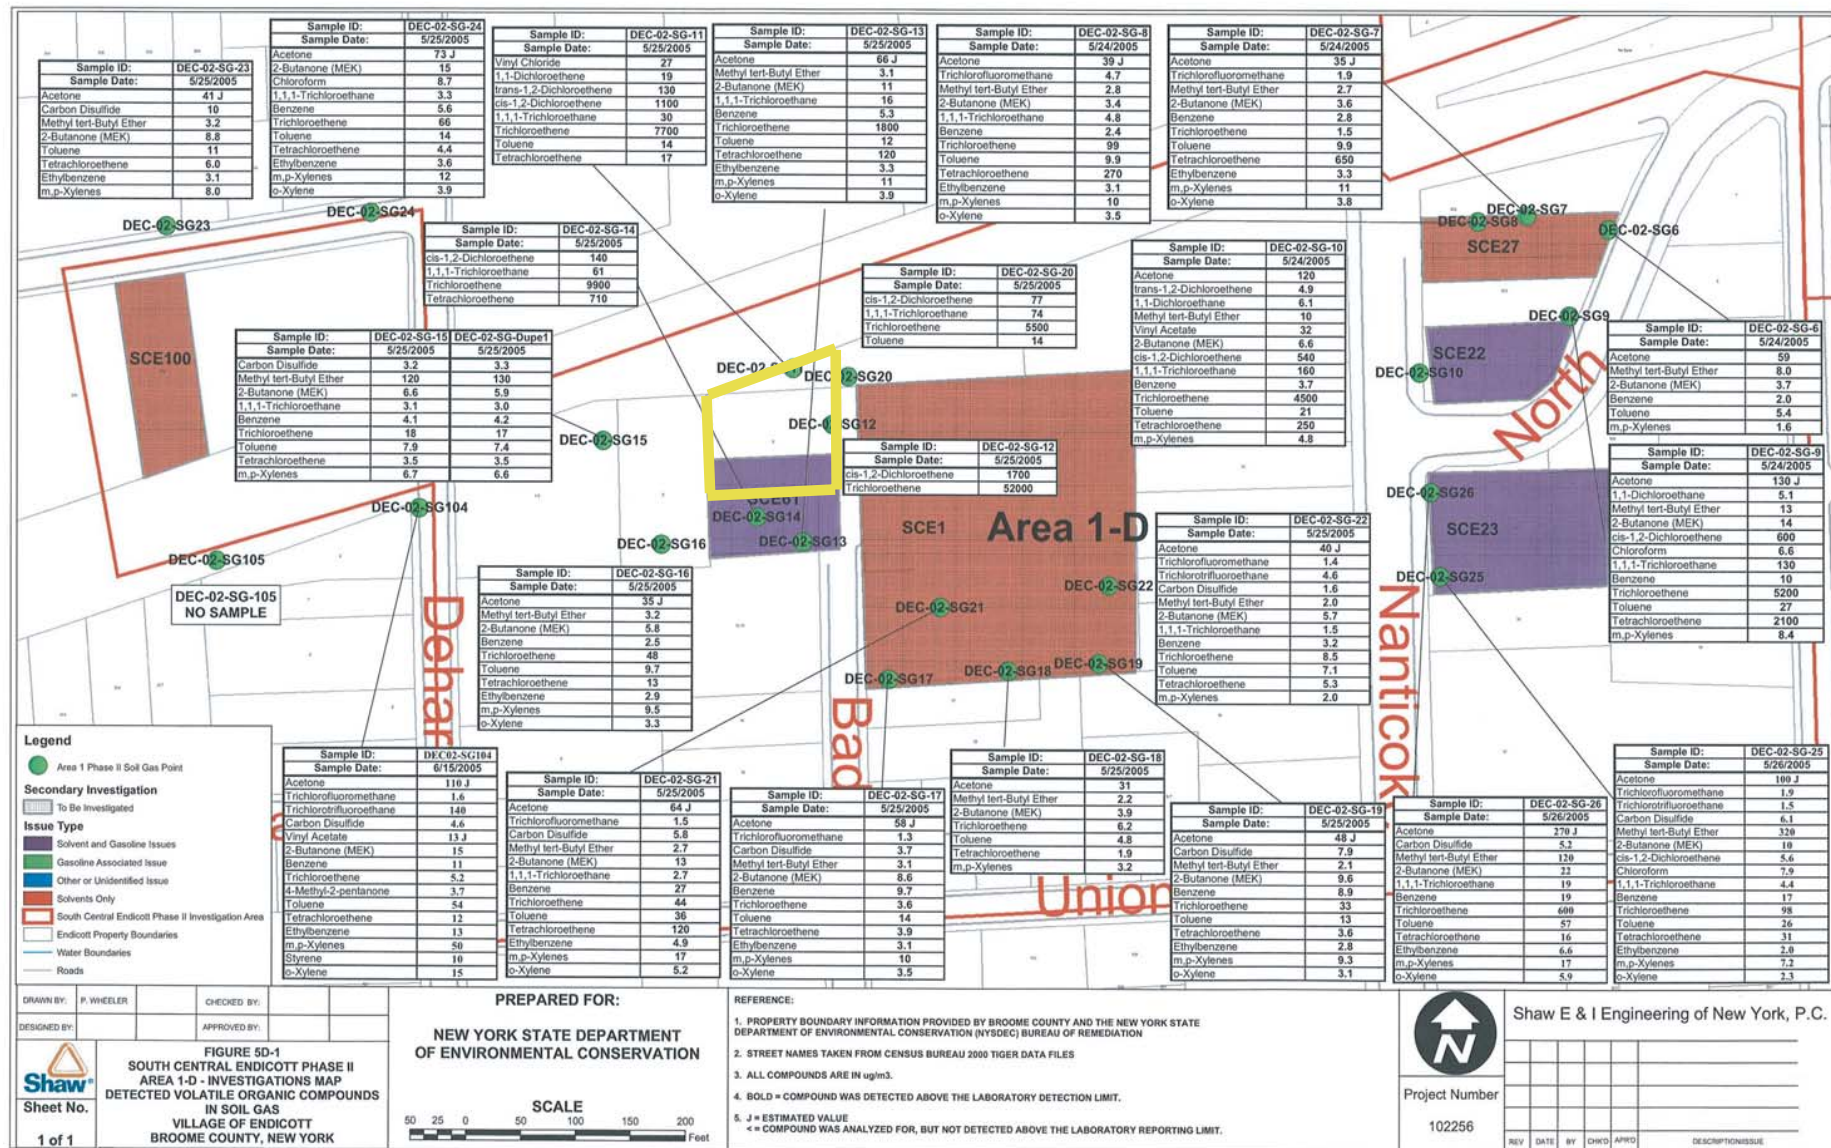 Sample ID: DEC-02-SG-23
Sample Date: 5/25/2005
Acetone 41 J
Carbon Disulfide 10
Methyl tert-Butyl Ether 3.2
2-Butanone (MEK) 8.8
Toluene 11
Tetrachloroethene 6.0
Ethylbenzene 3.1
m,p-Xylenes 8.0
Sample ID: DEC-02-SG-24
Sample Date: 5/25/2005
Acetone 73 J
2-Butanone (MEK) 15
Chloroform 8.7
1,1,1-Trichloroethane 3.3
Benzene 5.6
Trichloroethene 66
Toluene 14
Tetrachloroethene 4.4
Ethylbenzene 3.6
m,p-Xylenes 12
o-Xylene 3.9
Sample ID: DEC-02-SG-11
Sample Date: 5/25/2005
Vinyl Chloride 27
1,1-Dichloroethene 19
trans-1,2-Dichloroethene 130
cis-1,2-Dichloroethene 1100
1,1,1-Trichloroethane 30
Trichloroethene 7700
Toluene 14
Tetrachloroethene 17
Sample ID: DEC-02-SG-13
Sample Date: 5/25/2005
Acetone 66 J
Methyl tert-Butyl Ether 3.1
2-Butanone (MEK) 11
1,1,1-Trichloroethane 16
Benzene 5.3
Trichloroethene 1800
Toluene 12
Tetrachloroethene 120
Ethylbenzene 3.3
m,p-Xylenes 11
o-Xylene 3.9
Sample ID: DEC-02-SG-8
Sample Date: 5/24/2005
Acetone 39 J
Trichlorofluoromethane 4.7
Methyl tert-Butyl Ether 2.8
2-Butanone (MEK) 3.4
1,1,1-Trichloroethane 4.8
Benzene 2.4
Trichloroethene 99
Toluene 9.9
Tetrachloroethene 270
Ethylbenzene 3.1
m,p-Xylenes 10
o-Xylene 3.5
Sample ID: DEC-02-SG-7
Sample Date: 5/24/2005
Acetone 35 J
Trichlorofluoromethane 1.9
Methyl tert-Butyl Ether 2.7
2-Butanone (MEK) 3.6
Benzene 2.8
Trichloroethene 1.5
Toluene 9.9
Tetrachloroethene 650
Ethylbenzene 3.3
m,p-Xylenes 11
o-Xylene 3.8
DEC-02-SG23
DEC-02-SG24
DEC-02-SG7
DEC-02-SG8
DEC-02-SG6
SCE27
Sample ID: DEC-02-SG-14
Sample Date: 5/25/2005
cis-1,2-Dichloroethene 140
1,1,1-Trichloroethane 61
Trichloroethene 9900
Tetrachloroethene 710
Sample ID: DEC-02-SG-20
Sample Date: 5/25/2005
cis-1,2-Dichloroethene 77
1,1,1-Trichloroethane 74
Trichloroethene 5500
Toluene 14
Sample ID: DEC-02-SG-10
Sample Date: 5/24/2005
Acetone 120
trans-1,2-Dichloroethene 4.9
1,1-Dichloroethane 6.1
Methyl tert-Butyl Ether 10
Vinyl Acetate 32
2-Butanone (MEK) 6.6
cis-1,2-Dichloroethene 540
1,1,1-Trichloroethane 160
Benzene 3.7
Trichloroethene 4500
Toluene 21
Tetrachloroethene 250
m,p-Xylenes 4.8
DEC-02-SG9
SCE22
DEC-02-SG10
North
Sample ID: DEC-02-SG-6
Sample Date: 5/24/2005
Acetone 59
Methyl tert-Butyl Ether 8.0
2-Butanone (MEK) 3.7
Benzene 2.0
Toluene 5.4
m,p-Xylenes 1.6
SCE100
Sample ID: DEC-02-SG-15 DEC-02-SG-Dupe1
Sample Date: 5/25/2005 5/25/2005
Carbon Disulfide 3.2 3.3
Methyl tert-Butyl Ether 120 130
2-Butanone (MEK) 6.6 5.9
1,1,1-Trichloroethane 3.1 3.0
Benzene 4.1 4.2
Trichloroethene 18 17
Toluene 7.9 7.4
Tetrachloroethene 3.5 3.5
m,p-Xylenes 6.7 6.6
DEC-02-S
DEC-02-SG20
DEC-02-SG15
DEC-0 SG12
Sample ID: DEC-02-SG-12
Sample Date: 5/25/2005
cis-1,2-Dichloroethene 1700
Trichloroethene 52000
Sample ID: DEC-02-SG-9
Sample Date: 5/24/2005
Acetone 130 J
1,1-Dichloroethane 5.1
Methyl tert-Butyl Ether 13
2-Butanone (MEK) 14
cis-1,2-Dichloroethene 600
Chloroform 6.6
1,1,1-Trichloroethane 130
Benzene 10
Trichloroethene 5200
Toluene 27
Tetrachloroethene 2100
m,p-Xylenes 8.4
DEC-02-SG104
SCE61
DEC-02-SG14
DEC-02-SG13
DEC-02-SG16
SCE1
Area 1-D
DEC-02-SG26
SCE23
DEC-02-SG25
DEC-02-SG105
DEC-02-SG-105
NO SAMPLE
Sample ID: DEC-02-SG-16
Sample Date: 5/25/2005
Acetone 35 J
Methyl tert-Butyl Ether 3.2
2-Butanone (MEK) 5.8
Benzene 2.5
Trichloroethene 48
Toluene 9.7
Tetrachloroethene 13
Ethylbenzene 2.9
m,p-Xylenes 9.5
o-Xylene 3.3
Sample ID: DEC-02-SG-22
Sample Date: 5/25/2005
Acetone 40 J
Trichlorofluoromethane 1.4
Trichlorotrifluoroethane 4.6
Carbon Disulfide 1.6
Methyl tert-Butyl Ether 2.0
2-Butanone (MEK) 5.7
1,1,1-Trichloroethane 1.5
Benzene 3.2
Trichloroethene 8.5
Toluene 7.1
Tetrachloroethene 5.3
m,p-Xylenes 2.0
DEC-02-SG22
DEC-02-SG21
DEC-02-SG17
DEC-02-SG18
DEC-02-SG19
Dehar
Bad
Nanticok
Union
Legend
Area 1 Phase II Soil Gas Point
Secondary Investigation
To Be Investigated
Issue Type
Solvent and Gasoline Issues
Gasoline Associated Issue
Other or Unidentified Issue
Solvents Only
South Central Endicott Phase II Investigation Area
Endicott Property Boundaries
Water Boundaries
Roads
Sample ID: DEC02-SG104
Sample Date: 6/15/2005
Acetone 110 J
Trichlorofluoromethane 1.6
Trichlorotrifluoroethane 140
Carbon Disulfide 4.6
Vinyl Acetate 13 J
2-Butanone (MEK) 15
Benzene 11
Trichloroethene 5.2
4-Methyl-2-pentanone 3.7
Toluene 54
Tetrachloroethene 12
Ethylbenzene 13
m,p-Xylenes 50
Styrene 10
o-Xylene 15
Sample ID: DEC-02-SG-21
Sample Date: 5/25/2005
Acetone 64 J
Trichlorofluoromethane 1.5
Carbon Disulfide 5.8
Methyl tert-Butyl Ether 2.7
2-Butanone (MEK) 13
1,1,1-Trichloroethane 2.7
Benzene 27
Trichloroethene 44
Toluene 36
Tetrachloroethene 120
Ethylbenzene 4.9
m,p-Xylenes 17
o-Xylene 5.2
Sample ID: DEC-02-SG-17
Sample Date: 5/25/2005
Acetone 58 J
Trichlorofluoromethane 1.3
Carbon Disulfide 3.7
Methyl tert-Butyl Ether 3.1
2-Butanone (MEK) 8.6
Benzene 9.7
Trichloroethene 3.6
Toluene 14
Tetrachloroethene 3.9
Ethylbenzene 3.1
m,p-Xylenes 10
o-Xylene 3.5
Sample ID: DEC-02-SG-18
Sample Date: 5/25/2005
Acetone 31
Methyl tert-Butyl Ether 2.2
2-Butanone (MEK) 3.9
Trichloroethene 6.2
Toluene 4.8
Tetrachloroethene 1.9
m,p-Xylenes 3.2
Sample ID: DEC-02-SG-19
Sample Date: 5/25/2005
Acetone 48 J
Carbon Disulfide 7.9
Methyl tert-Butyl Ether 2.1
2-Butanone (MEK) 9.6
Benzene 8.9
Trichloroethene 33
Toluene 13
Tetrachloroethene 3.6
Ethylbenzene 2.8
m,p-Xylenes 9.3
o-Xylene 3.1
Sample ID: DEC-02-SG-26
Sample Date: 5/26/2005
Acetone 270 J
Carbon Disulfide 5.2
Methyl tert-Butyl Ether 120
2-Butanone (MEK) 22
1,1,1-Trichloroethane 19
Benzene 19
Trichloroethene 600
Toluene 57
Tetrachloroethene 16
Ethylbenzene 6.6
m,p-Xylenes 17
o-Xylene 5.9
Sample ID: DEC-02-SG-25
Sample Date: 5/26/2005
Acetone 100 J
Trichlorofluoromethane 1.9
Trichlorotrifluoroethane 1.5
Carbon Disulfide 6.1
Methyl tert-Butyl Ether 320
2-Butanone (MEK) 10
cis-1,2-Dichloroethene 5.6
Chloroform 7.9
1,1,1-Trichloroethane 4.4
Benzene 17
Trichloroethene 98
Toluene 26
Tetrachloroethene 31
Ethylbenzene 2.0
m,p-Xylenes 7.2
o-Xylene 2.3
DRAWN BY: P. WHEELER CHECKED BY:
DESIGNED BY: APPROVED BY:
Shaw
Sheet No.
1 of 1
FIGURE 5D-1
SOUTH CENTRAL ENDICOTT PHASE II
AREA 1-D - INVESTIGATIONS MAP
DETECTED VOLATILE ORGANIC COMPOUNDS
IN SOIL GAS
VILLAGE OF ENDICOTT
BROOME COUNTY, NEW YORK
PREPARED FOR:
NEW YORK STATE DEPARTMENT
OF ENVIRONMENTAL CONSERVATION
SCALE
50 25 0 50 100 150 200
Feet
REFERENCE:
1. PROPERTY BOUNDARY INFORMATION PROVIDED BY BROOME COUNTY AND THE NEW YORK STATE
DEPARTMENT OF ENVIRONMENTAL CONSERVATION (NYSDEC) BUREAU OF REMEDIATION
2. STREET NAMES TAKEN FROM CENSUS BUREAU 2000 TIGER DATA FILES
3. ALL COMPOUNDS ARE IN ug/m3.
4. BOLD = COMPOUND WAS DETECTED ABOVE THE LABORATORY DETECTION LIMIT.
5. J = ESTIMATED VALUE
< = COMPOUND WAS ANALYZED FOR, BUT NOT DETECTED ABOVE THE LABORATORY REPORTING LIMIT.
N
Project Number
102256
Shaw E & I Engineering of New York, P.C.
REV DATE BY CHK'D APR'D DESCRIPTION/ISSUE